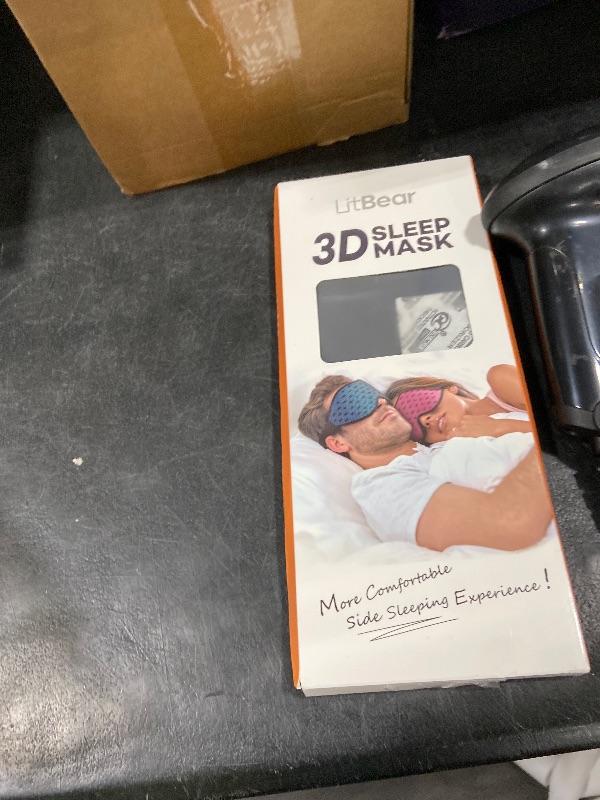 LitBear
3D SLEEP
MASK
More Comfortable
Side Sleeping Experience!